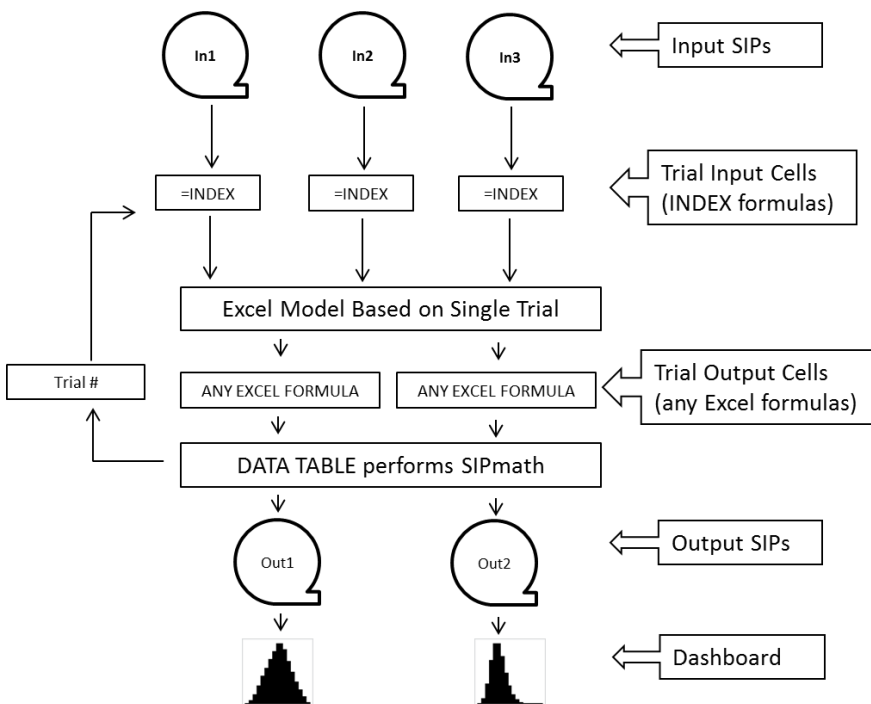 In1
In2
In3
Input SIPs
=INDEX
=INDEX
=INDEX
Trial Input Cells
(INDEX formulas)
Excel Model Based on Single Trial
Trial #
ANY EXCEL FORMULA
ANY EXCEL FORMULA
Trial Output Cells
(any Excel formulas)
DATA TABLE performs SIPmath
Out1
Out2
Output SIPs
Dashboard